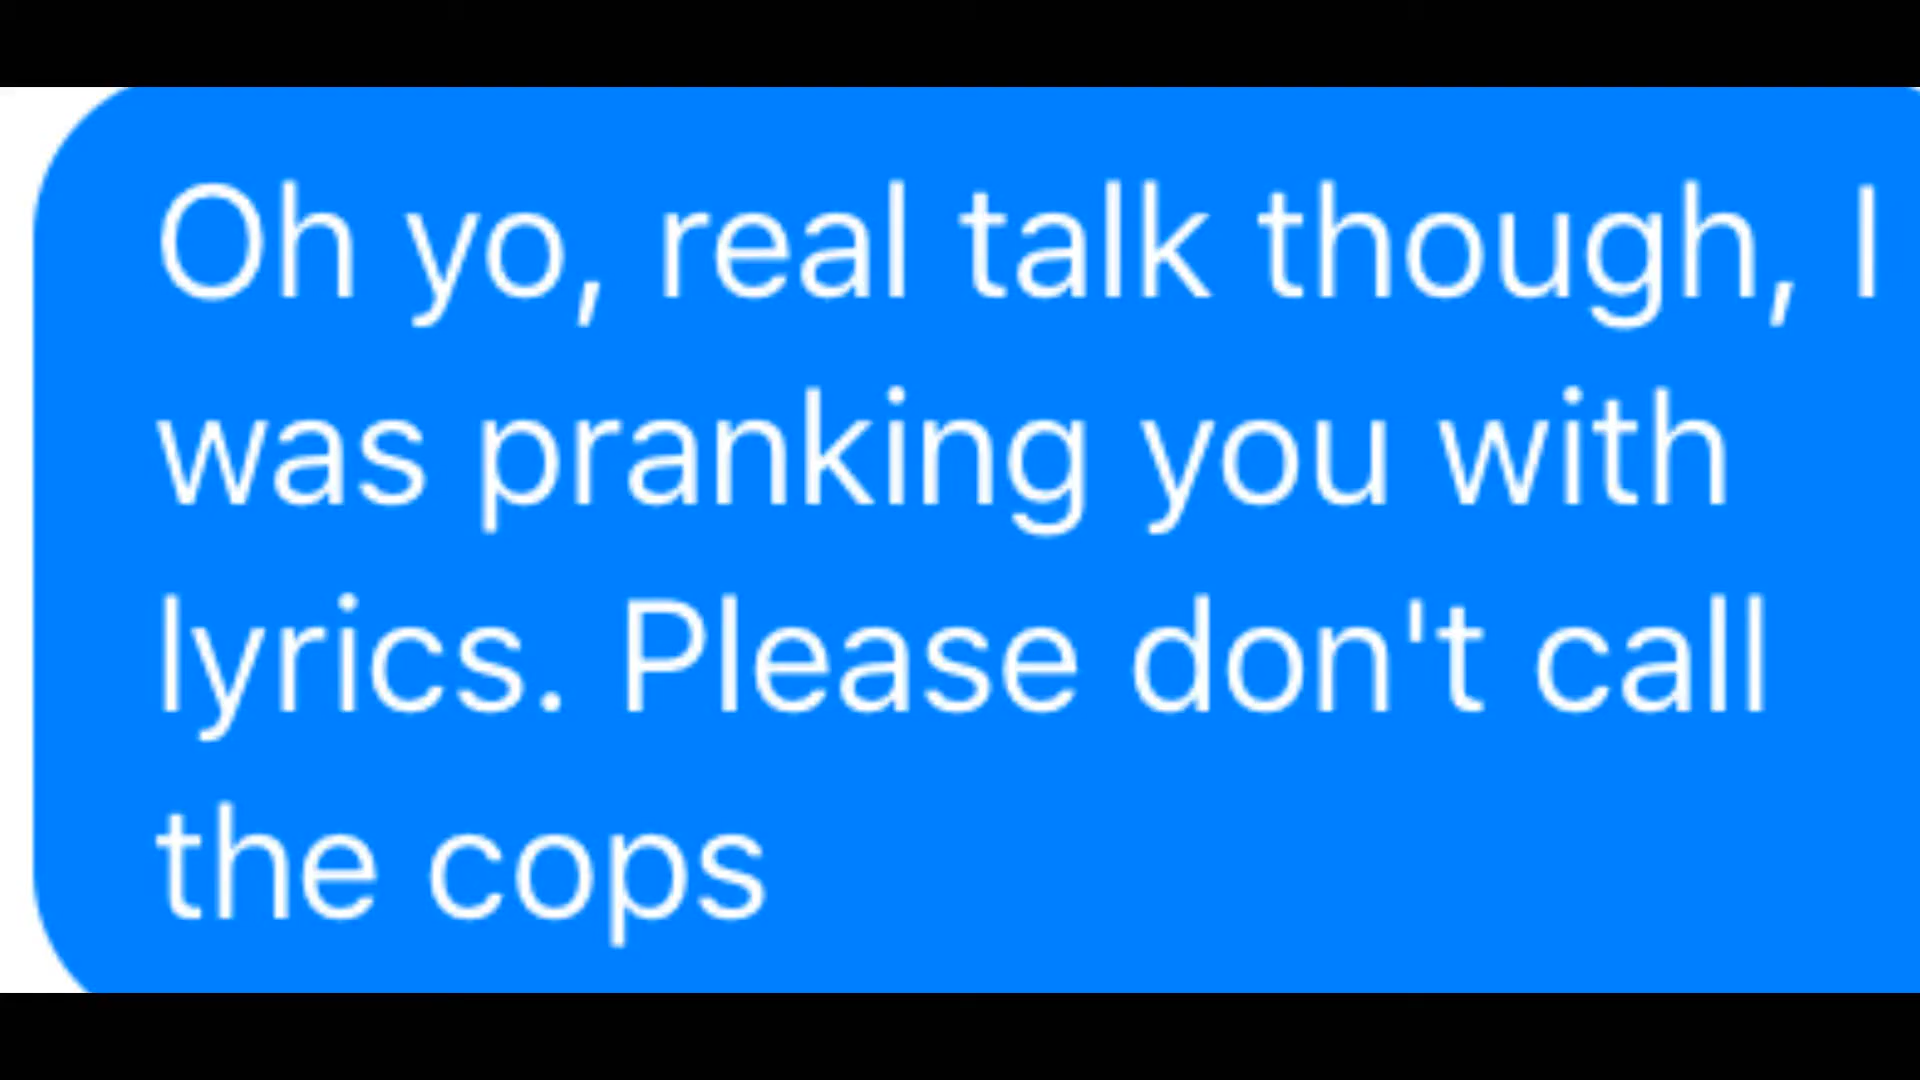 Oh yo, real talk though, I
was pranking you with
lyrics. Please don't call
the cops